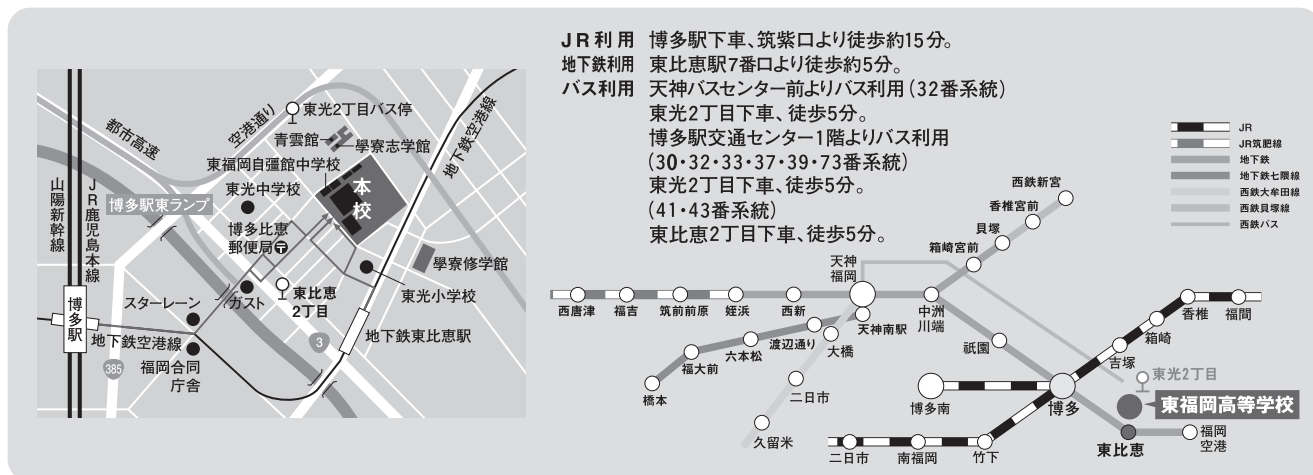 JR利用 博多駅下車、筑紫口より徒歩約15分。
地下鉄利用 東比恵駅7番口より徒歩約5分。
バス利用 天神バスセンター前よりバス利用（32番系統）
東光2丁目下車、徒歩5分。
博多駅交通センター1階よりバス利用
（30・32・33・37・39・73番系統）
東光2丁目下車、徒歩5分。
（41・43番系統）
東比恵2丁目下車、徒歩5分。
都市高速
空港通り
東光2丁目バス停
青雲館
學寮志学館
地下鉄空港線
東福岡自彊館中学校
東光中学校
本校
山陽新幹線
JR鹿児島本線
博多駅東ランプ
博多比恵
郵便局
學寮修学館
東光小学校
スターレーン
ガスト
東比恵
2丁目
博多駅
地下鉄空港線
地下鉄東比恵駅
3
385
福岡合同
庁舎
JR
JR筑肥線
地下鉄
地下鉄七隈線
西鉄大牟田線
西鉄貝塚線
西鉄バス
西鉄新宮
香椎宮前
貝塚
箱崎宮前
天神
福岡
西唐津
福吉
筑前前原
姪浜
西新
中洲
川端
天神南駅
渡辺通り
大橋
六本松
福大前
橋本
二日市
久留米
祇園
香椎
福間
箱崎
吉塚
東光2丁目
東福岡高等学校
博多南
博多
二日市
南福岡
竹下
東比恵
福岡
空港